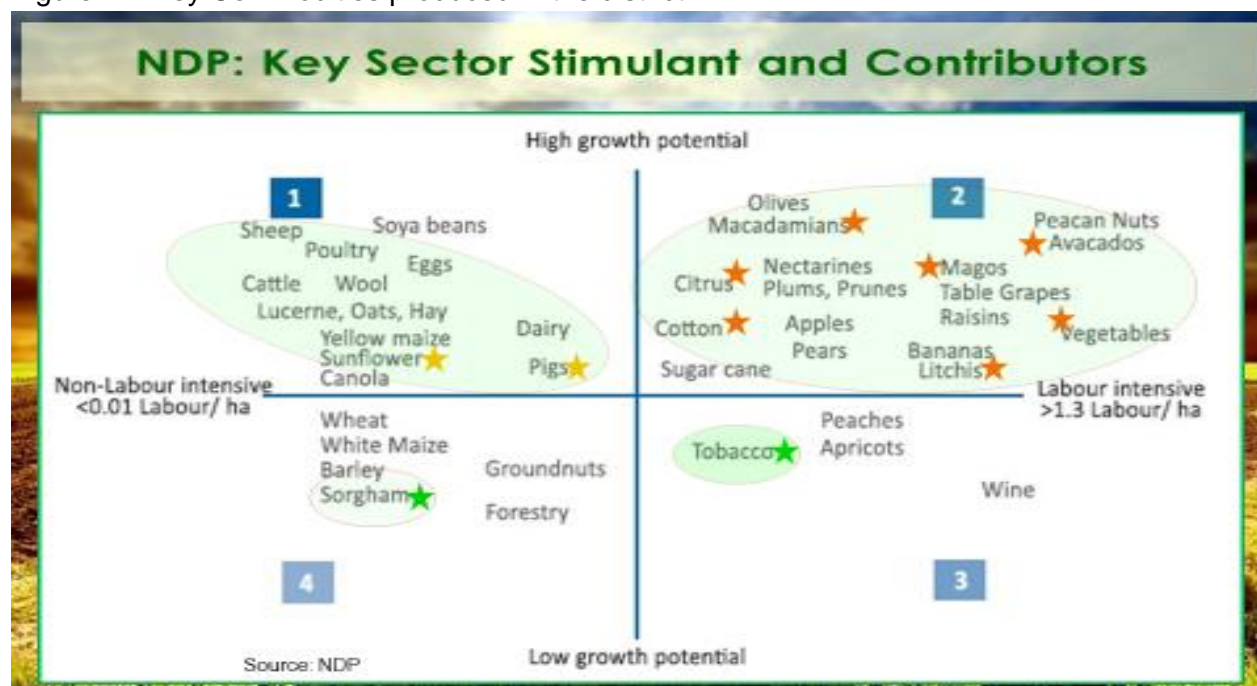 NDP: Key Sector Stimulant and Contributors
High growth potential
1
2
Sheep
Soya beans
Poultry
Eggs
Cattle
Wool
Lucerne, Oats, Hay
Yellow maize
Sunflower
Canola
Dairy
Pigs
Olives
Macadamians
Peacan Nuts
Avacados
Citrus
Nectarines
Plums, Prunes
Magos
Table Grapes
Raisins
Cotton
Apples
Pears
Vegetables
Bananas
Litchis
Sugar cane
Non-Labour intensive
<0.01 Labour/ ha
Labour intensive
>1.3 Labour/ ha
Wheat
White Maize
Barley
Sorgham
Groundnuts
Forestry
Tobacco
Peaches
Apricots
Wine
4
3
Source: NDP
Low growth potential